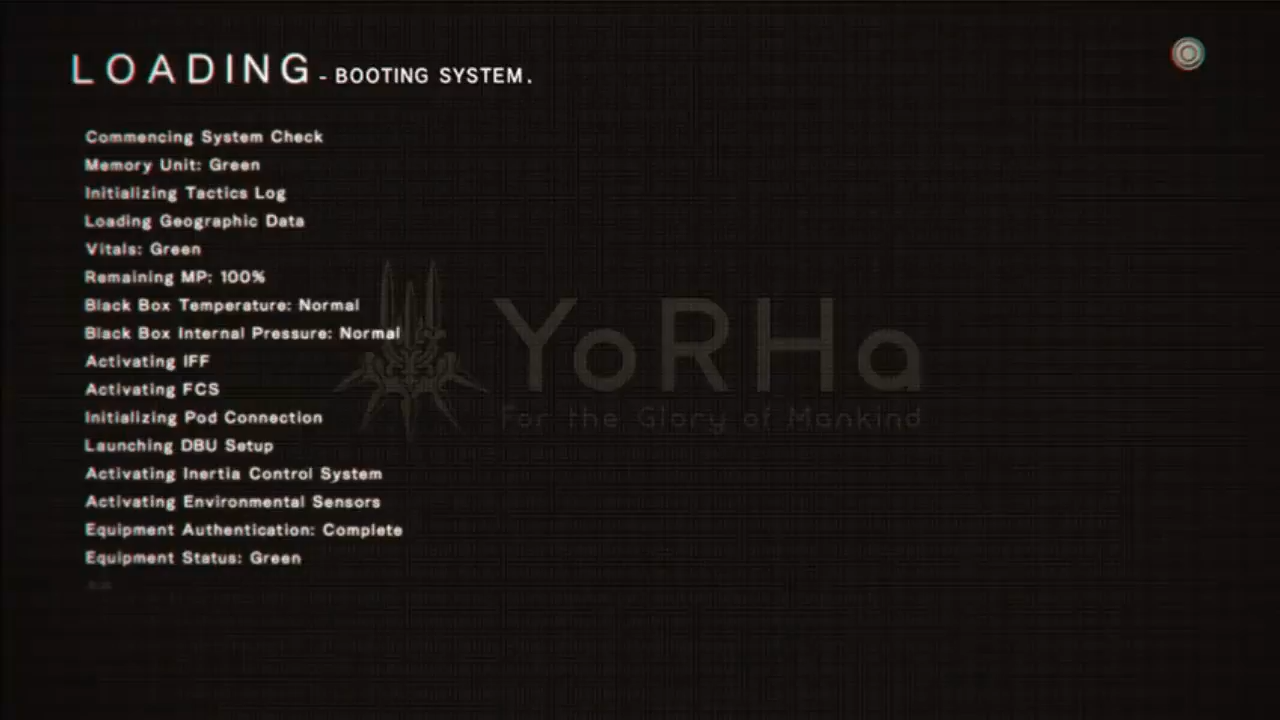 LOADING - BOOTING SYSTEM.
Commencing System Check
Memory Unit: Green
Initializing Tactics Log
Loading Geographic Data
Vitals: Green
Remaining MP: 100%
Black Box Temperature: Normal
Black Box Internal Pressure: Normal
Activating IFF
Activating FCS
Initializing Pod Connection
Launching DBU Setup
Activating Inertia Control System
Activating Environmental Sensors
Equipment Authentication: Complete
Equipment Status: Green
YoRHa
For the Glory of Mankind